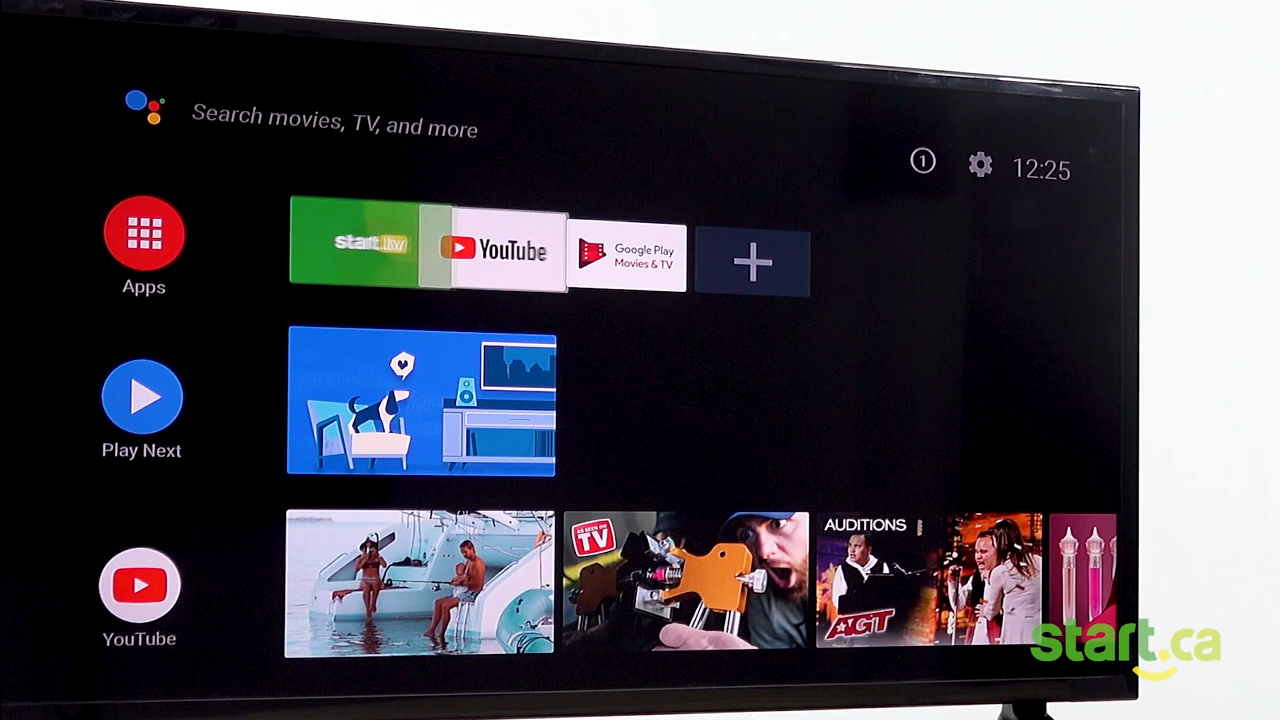 Search movies, TV, and more
1
12:25
start.tv
YouTube
Google Play
Movies & TV
Apps
Play Next
AS SEEN ON
TV
AUDITIONS
AGT
YouTube
start.ca